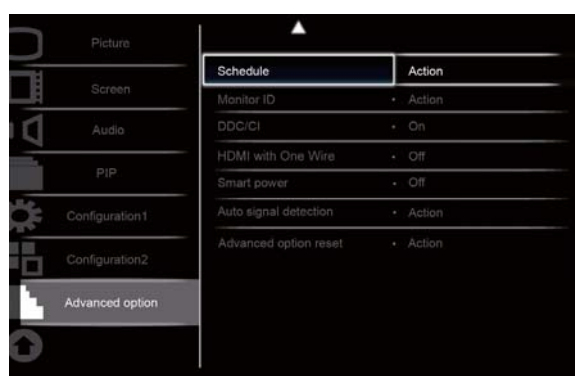 Picture
Screen
Audio
PIP
Configuration1
Configuration2
Advanced option
Schedule Action
Monitor ID • Action
DDC/CI • On
HDMI with One Wire • Off
Smart power • Off
Auto signal detection • Action
Advanced option reset • Action